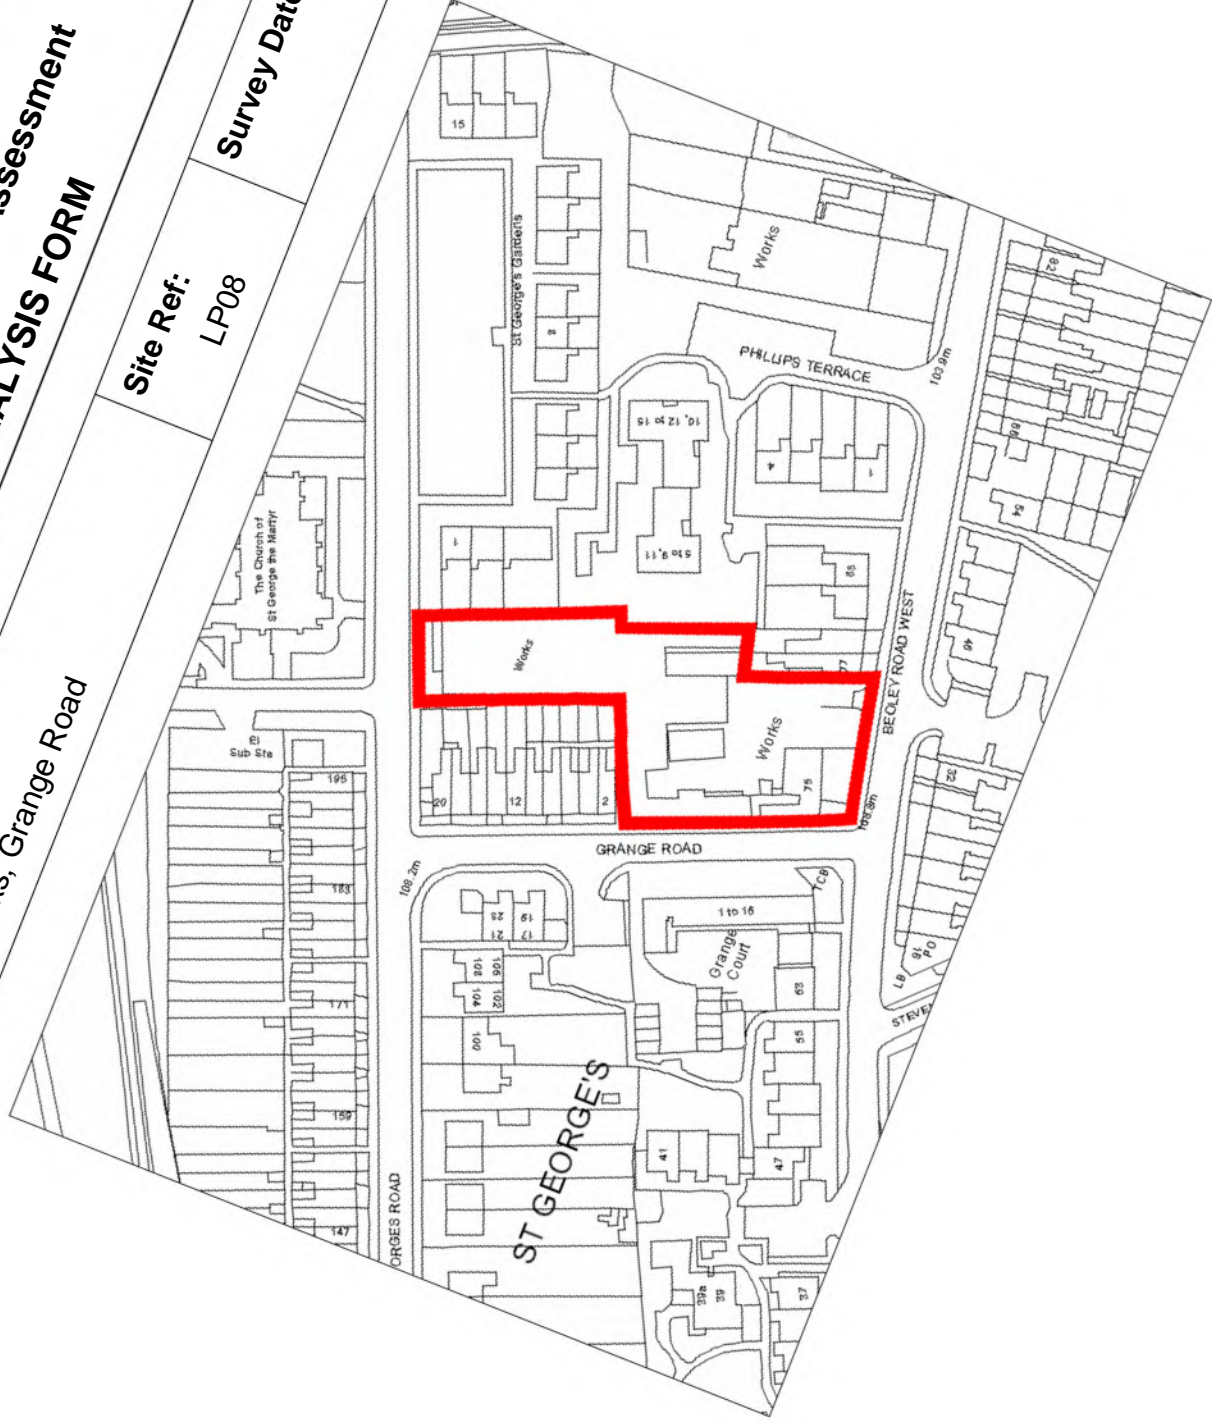 Assessment
ALYSIS FORM
Survey Date
Site Ref:
LP08
Grange Road
15
St George's Gardens
8
Works
82
PHILLIPS TERRACE
103.9m
10, 12 to 15
4
1
66
54
The Church of
St George the Martyr
1
5 to 9, 11
BEOLEY ROAD WEST
46
Works
77
El
Sub Sta
195
20
12
2
Works
75
32
GRANGE ROAD
108.2m
183
23
19
21
17
1 to 16
TCB
Grange
Court
PO
LB
108
106
104
102
63
171
100
55
STEVE
ST GEORGE'S
159
41
47
147
ORGES ROAD
39a
39
37